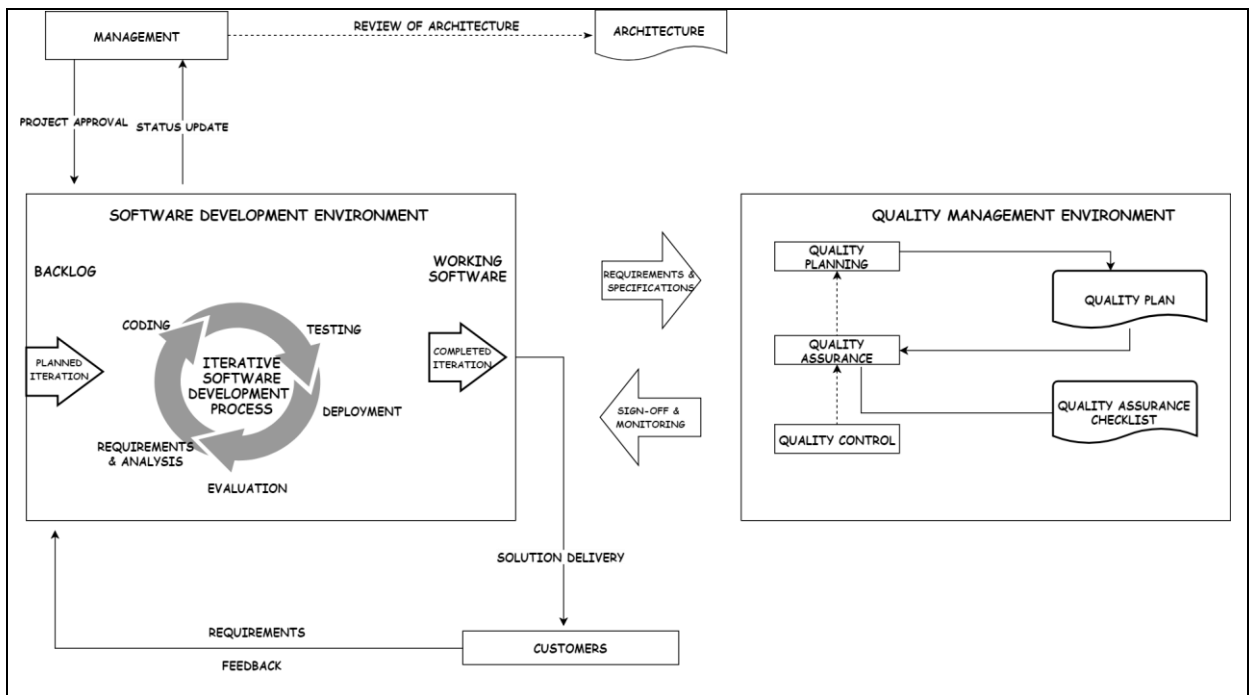 MANAGEMENT
REVIEW OF ARCHITECTURE
ARCHITECTURE
PROJECT APPROVAL
STATUS UPDATE
SOFTWARE DEVELOPMENT ENVIRONMENT
BACKLOG
WORKING
SOFTWARE
CODING
TESTING
PLANNED
ITERATION
ITERATIVE
SOFTWARE
DEVELOPMENT
PROCESS
COMPLETED
ITERATION
DEPLOYMENT
REQUIREMENTS
& ANALYSIS
EVALUATION
REQUIREMENTS &
SPECIFICATIONS
SIGN-OFF &
MONITORING
QUALITY MANAGEMENT ENVIRONMENT
QUALITY
PLANNING
QUALITY PLAN
QUALITY
ASSURANCE
QUALITY ASSURANCE
CHECKLIST
QUALITY CONTROL
SOLUTION DELIVERY
REQUIREMENTS
FEEDBACK
CUSTOMERS